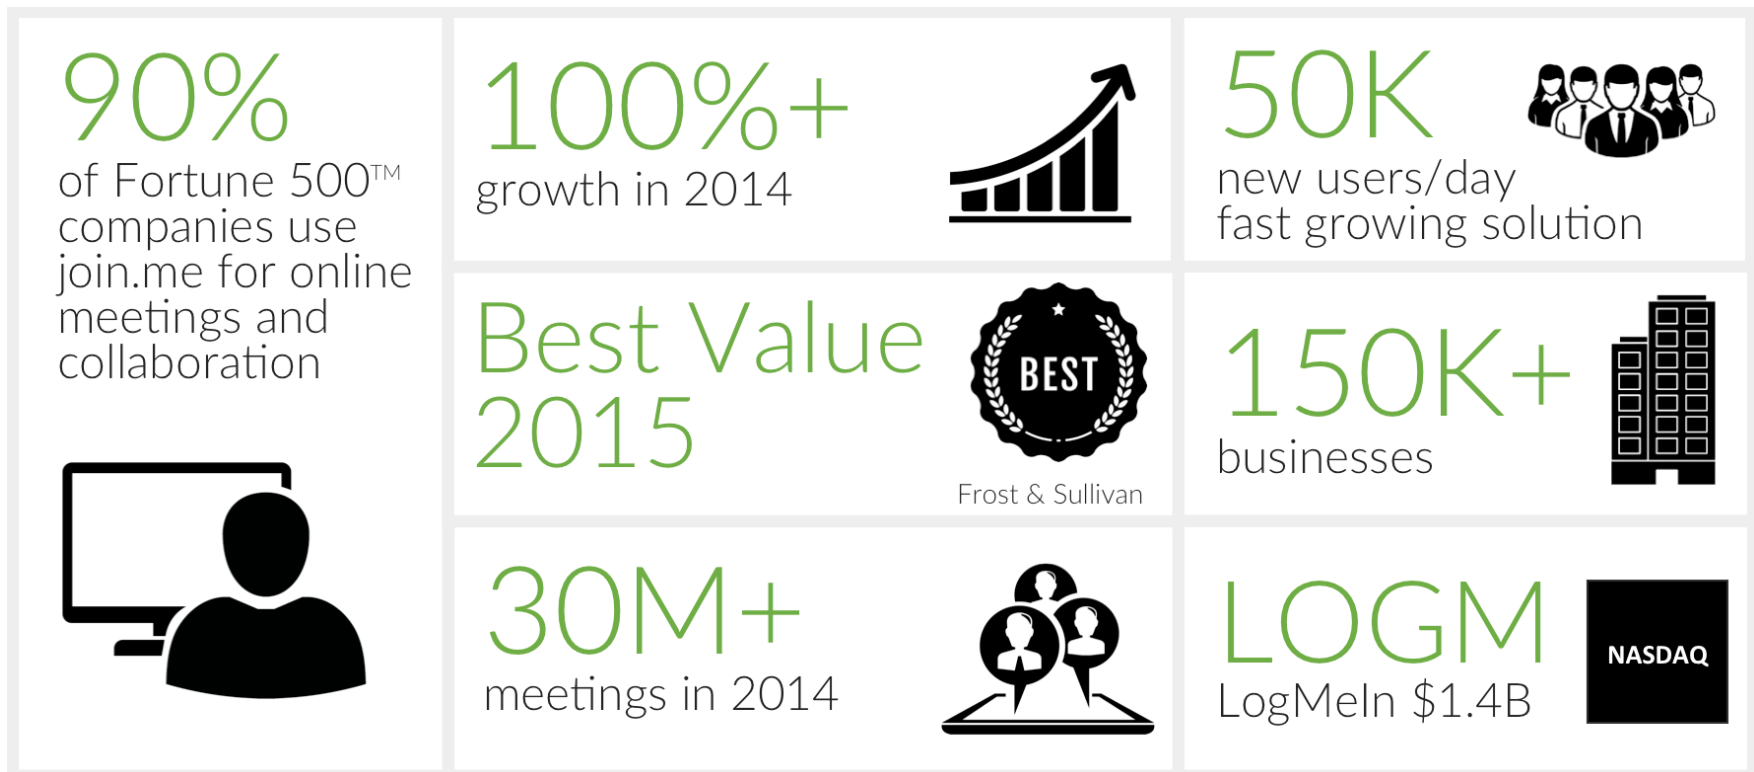 90%
of Fortune 500™
companies use
join.me for online
meetings and
collaboration
100%+
growth in 2014
50K
new users/day
fast growing solution
Best Value
2015
BEST
Frost & Sullivan
150K+
businesses
30M+
meetings in 2014
LOGM
LogMeIn $1.4B
NASDAQ